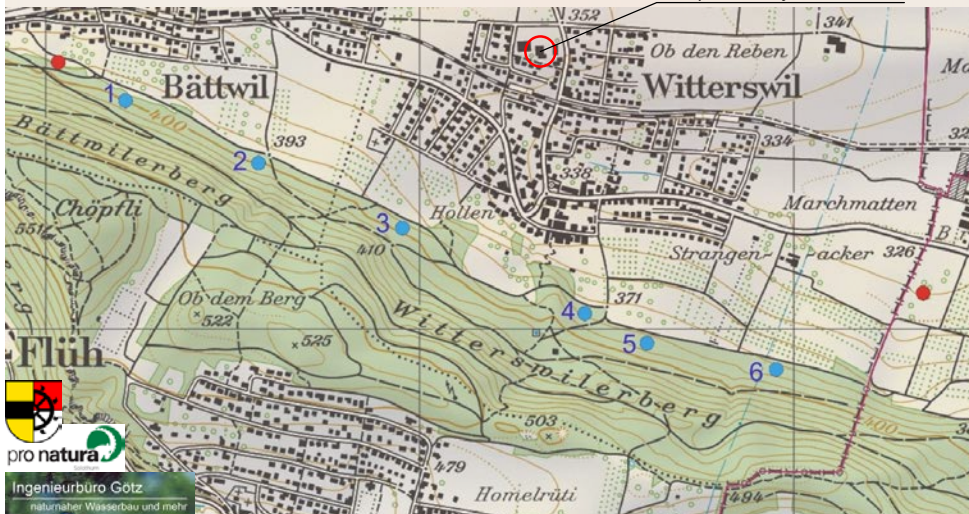 352
341
Ob den Reben
Bättwil
Witterswil
1
400
2
393
334
Bättwilerberg
338
Chöpfli
551
Hollen
3
Marchmatten
410
Strangen-acker
326
Ob dem Berg
522
371
4
525
5
Flüh
Witterswilerberg
6
503
400
pro natura
479
Ingenieurbüro Götz
naturnaher Wasserbau und mehr
Homelrüti
494